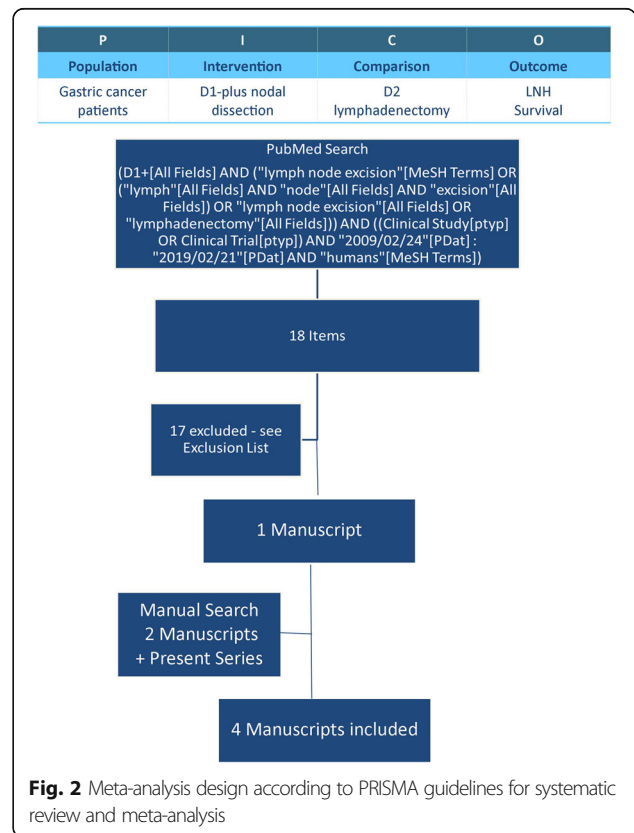 P I C O
Population Intervention Comparison Outcome
Gastric cancer D1-plus nodal D2 LNH
patients dissection lymphadenectomy Survival
PubMed Search
(D1+[All Fields] AND ("lymph node excision"[MeSH Terms] OR
("lymph"[All Fields] AND "node"[All Fields] AND "excision"[All
Fields]) OR "lymph node excision"[All Fields] OR
"lymphadenectomy"[All Fields])) AND ((Clinical Study[ptyp]
OR Clinical Trial[ptyp]) AND "2009/02/24"[PDat] :
"2019/02/21"[PDat] AND "humans"[MeSH Terms])
18 Items
17 excluded - see
Exclusion List
1 Manuscript
Manual Search
2 Manuscripts
+ Present Series
4 Manuscripts included
Fig. 2 Meta-analysis design according to PRISMA guidelines for systematic
review and meta-analysis